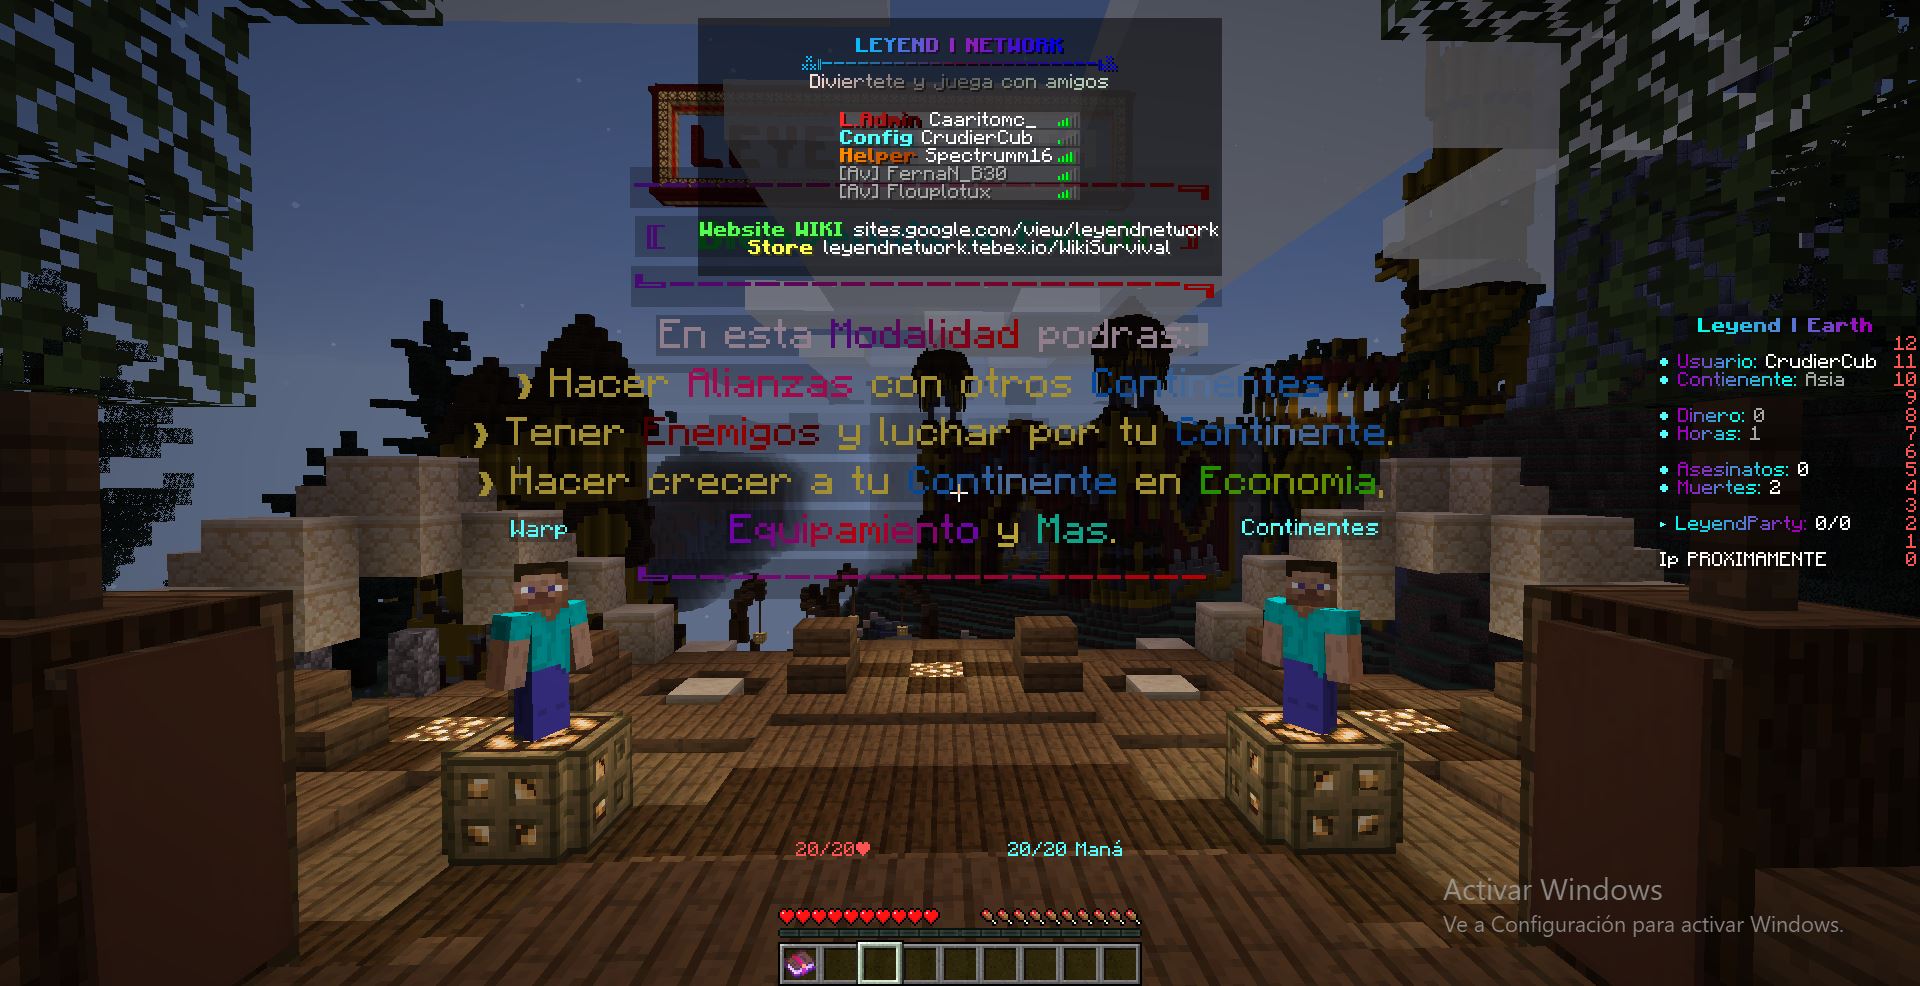 LEYEND | NETWORK
Diviertete y juega con amigos
L.Admin Caaritomc_
Config CrudierCub
Helper Spectrumm16
[Av] FernaN_B30
[Av] Flouplotux
Website WIKI sites.google.com/view/leyendnetwork
Store leyendnetwork.tebex.io/WikiSurvival
En esta Modalidad podras:
Hacer Alianzas con otros Continentes.
Tener Enemigos y luchar por tu Continente.
Hacer crecer a tu Continente en Economia,
Equipamiento y Mas.
Warp
Continentes
Leyend | Earth
12
• Usuario: CrudierCub 11
• Contienente: Asia 10
9
• Dinero: 0 8
• Horas: 1 7
6
• Asesinatos: 0 5
• Muertes: 2 4
3
▸ LeyendParty: 0/0 2
1
Ip PROXIMAMENTE 0
20/20❤ 20/20 Maná
Activar Windows
Ve a Configuración para activar Windows.